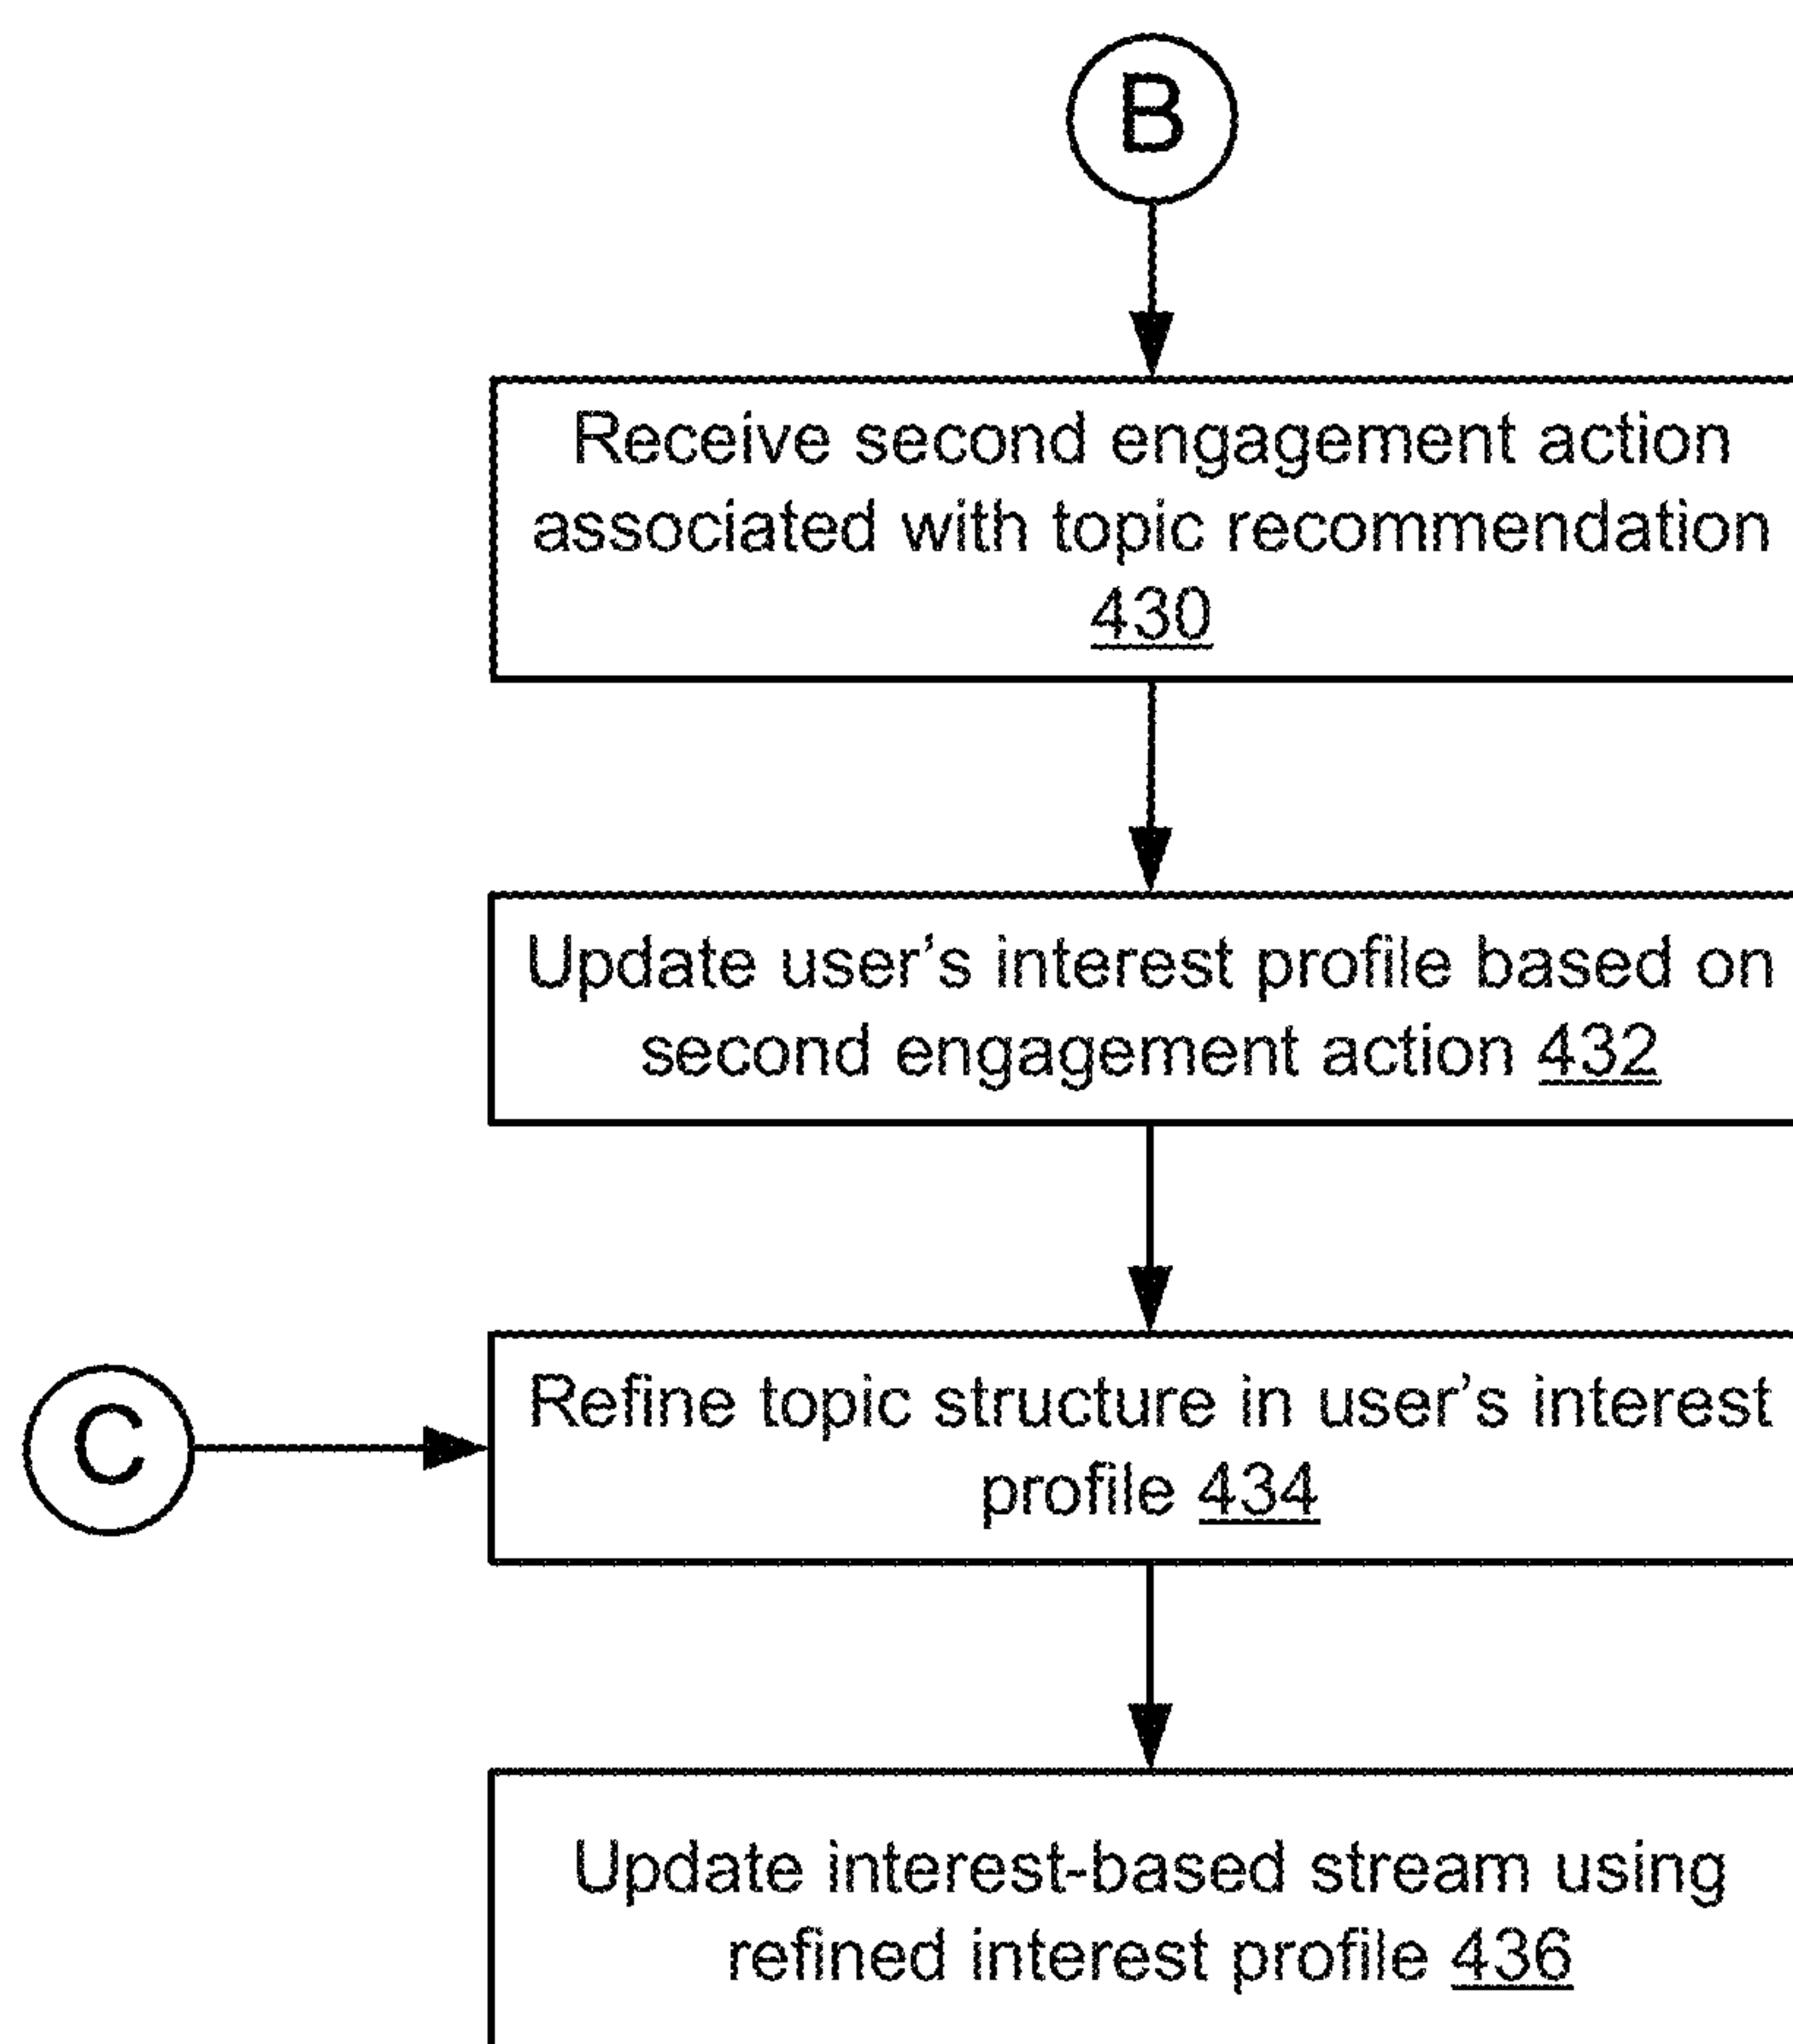 B
Receive second engagement action
associated with topic recommendation
430
Update user's interest profile based on
second engagement action 432
C
Refine topic structure in user's interest
profile 434
Update interest-based stream using
refined interest profile 436